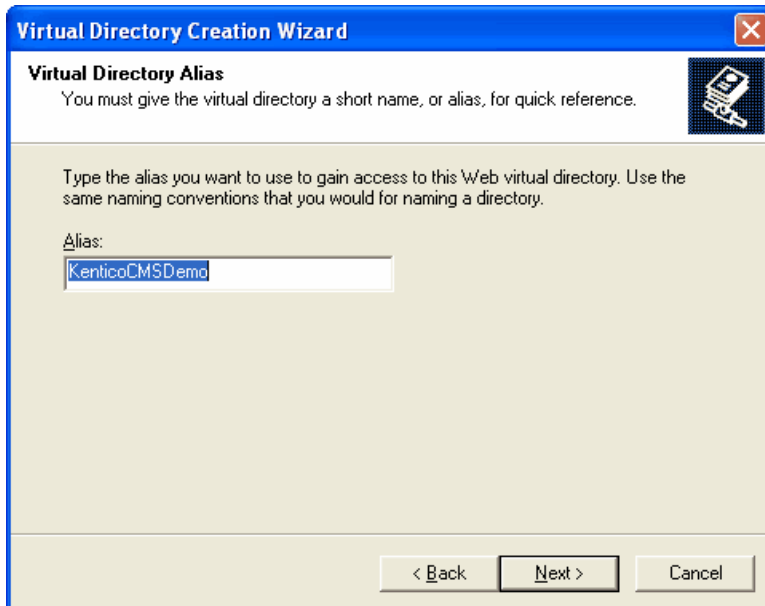 Virtual Directory Creation Wizard
Virtual Directory Alias
You must give the virtual directory a short name, or alias, for quick reference.
Type the alias you want to use to gain access to this Web virtual directory. Use the
same naming conventions that you would for naming a directory.
Alias:
KenticoCMSDemo
< Back Next > Cancel